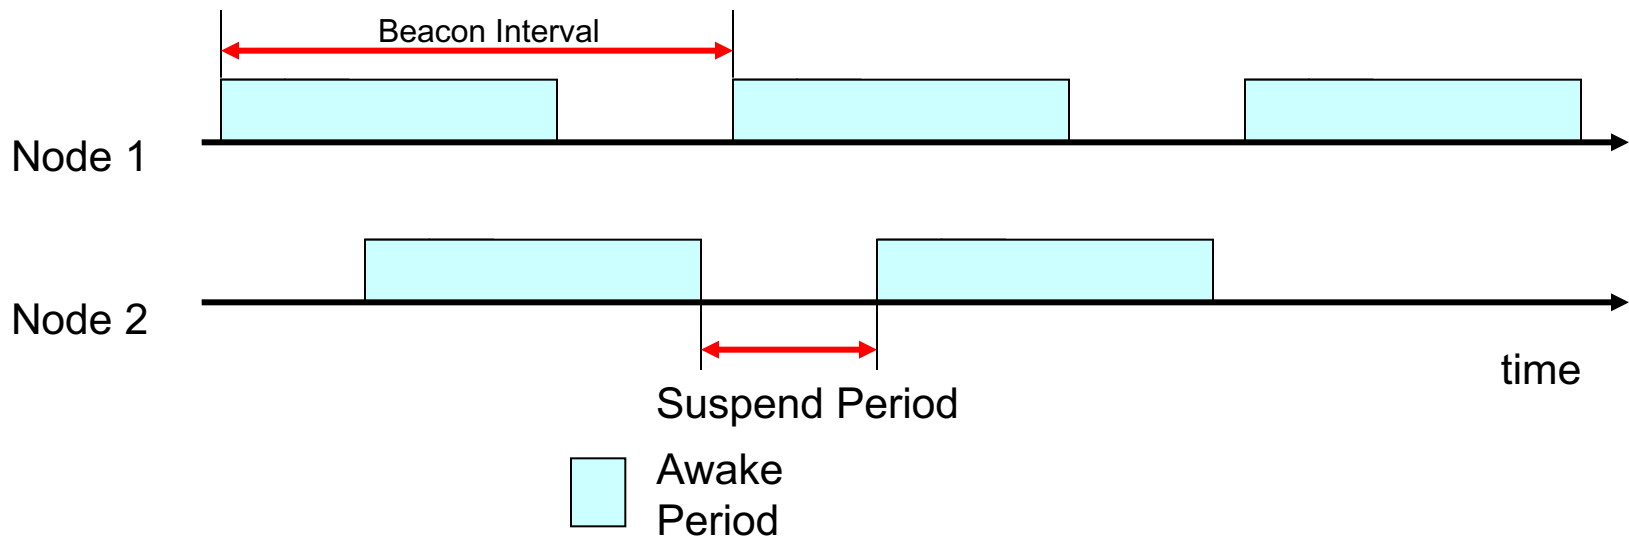 Beacon Interval
Node 1
Node 2
time
Suspend Period
Awake
Period